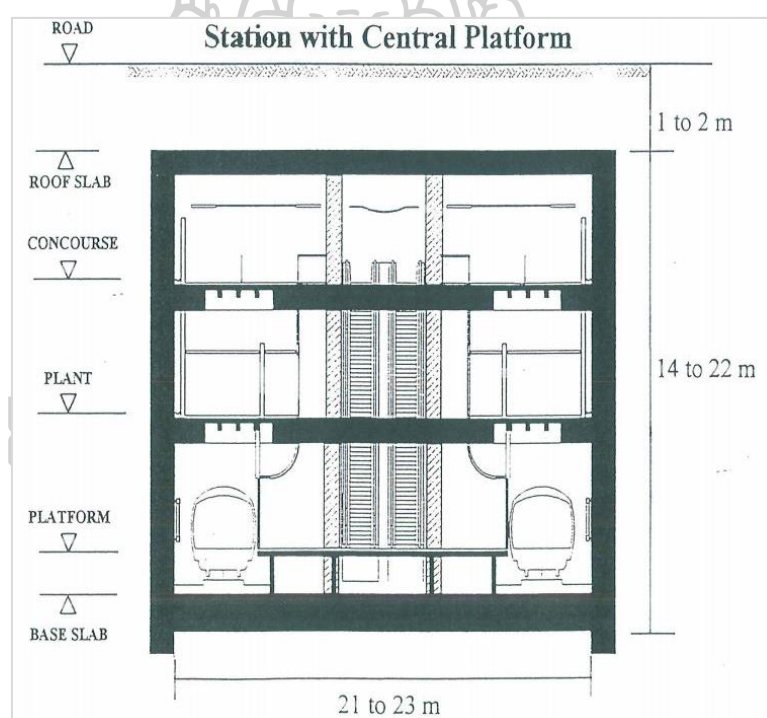 ROAD
Station with Central Platform
1 to 2 m
ROOF SLAB
CONCOURSE
14 to 22 m
PLANT
PLATFORM
BASE SLAB
21 to 23 m